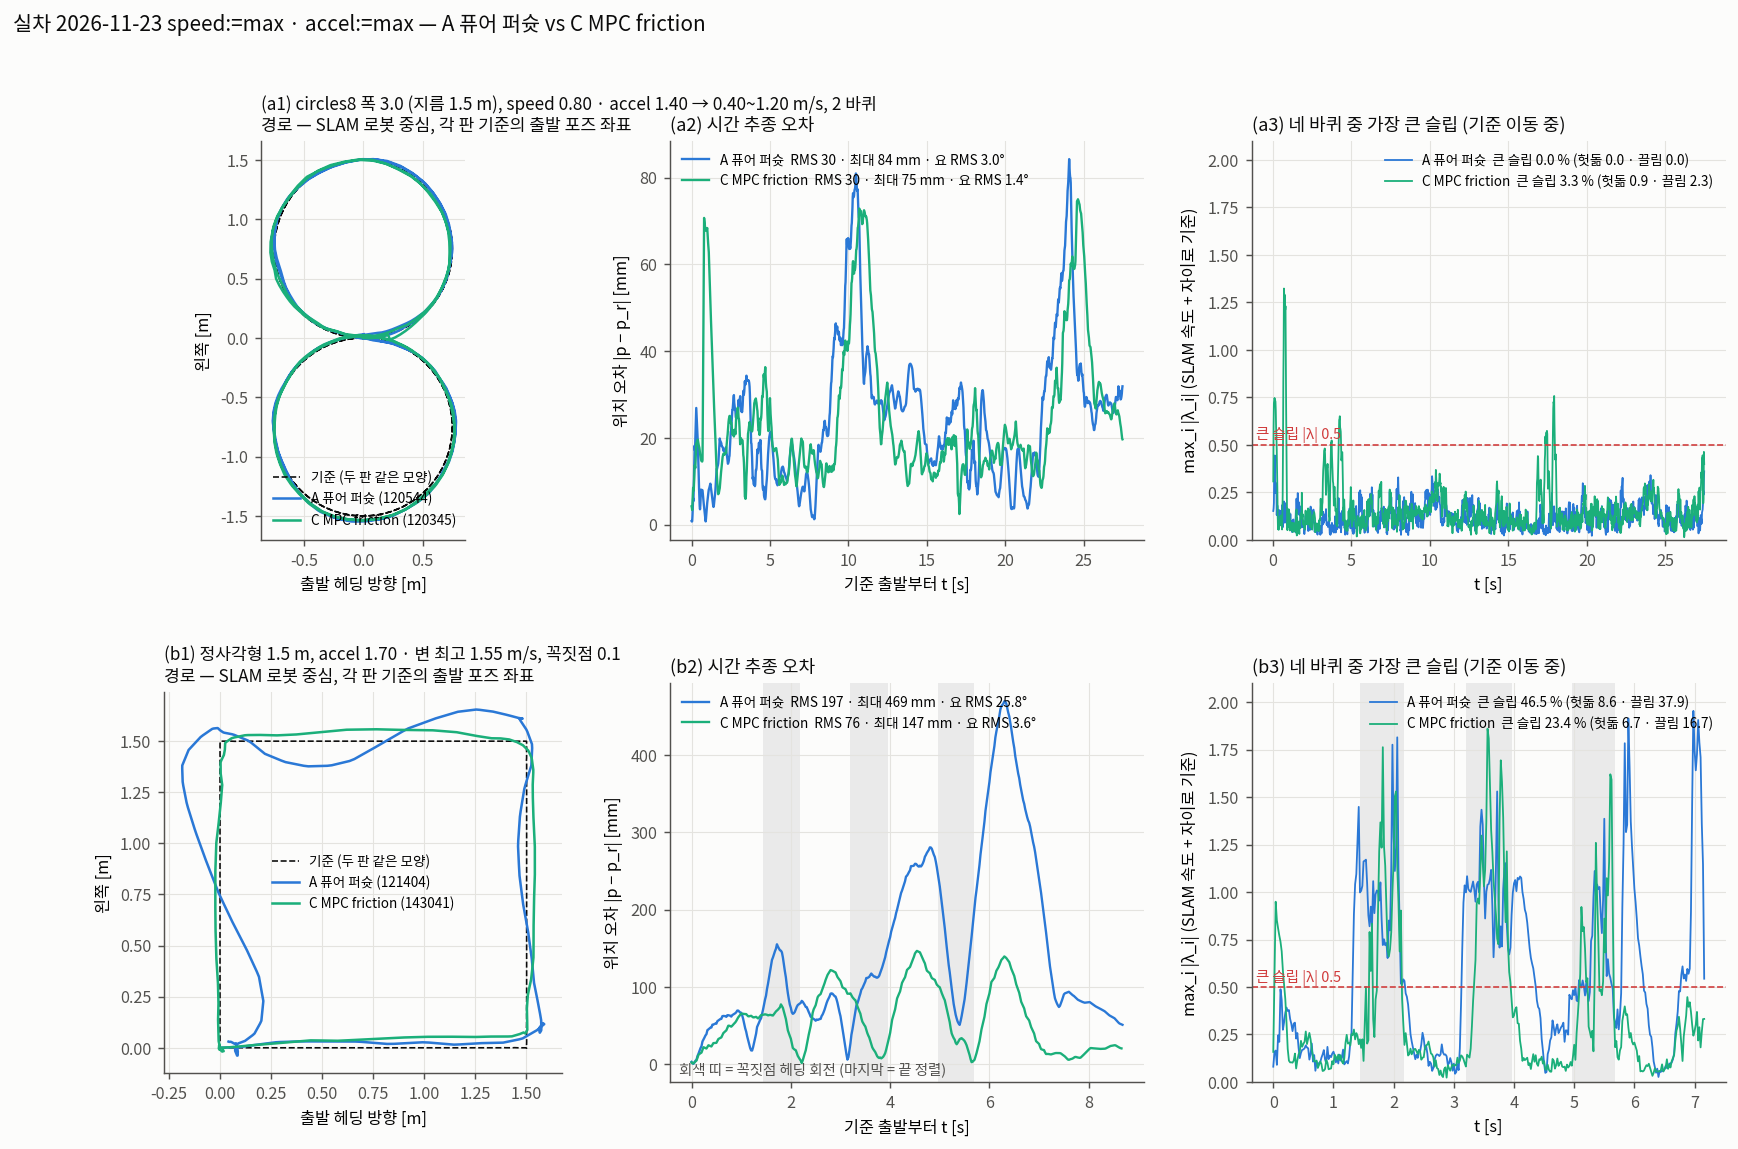 실차 2026-11-23 speed:=max · accel:=max — A 퓨어 퍼슛 vs C MPC friction
(a1) circles8 폭 3.0 (지름 1.5 m), speed 0.80 · accel 1.40 → 0.40~1.20 m/s, 2 바퀴
경로 — SLAM 로봇 중심, 각 판 기준의 출발 포즈 좌표
왼쪽 [m]
1.5
1.0
0.5
0.0
-0.5
-1.0
-1.5
기준 (두 판 같은 모양)
A 퓨어 퍼슛 (120544)
C MPC friction (120345)
-0.5 0.0 0.5
출발 헤딩 방향 [m]
(a2) 시간 추종 오차
A 퓨어 퍼슛 RMS 30 · 최대 84 mm · 요 RMS 3.0°
C MPC friction RMS 30 · 최대 75 mm · 요 RMS 1.4°
위치 오차 |p − p_r| [mm]
80
60
40
20
0
0 5 10 15 20 25
기준 출발부터 t [s]
(a3) 네 바퀴 중 가장 큰 슬립 (기준 이동 중)
A 퓨어 퍼슛 큰 슬립 0.0 % (헛돎 0.0 · 끌림 0.0)
C MPC friction 큰 슬립 3.3 % (헛돎 0.9 · 끌림 2.3)
max_i |λ_i| (SLAM 속도 + 자이로 기준)
2.00
1.75
1.50
1.25
1.00
0.75
0.50
0.25
0.00
큰 슬립 |λ| 0.5
0 5 10 15 20 25
t [s]
(b1) 정사각형 1.5 m, accel 1.70 · 변 최고 1.55 m/s, 꼭짓점 0.1
경로 — SLAM 로봇 중심, 각 판 기준의 출발 포즈 좌표
왼쪽 [m]
1.50
1.25
1.00
0.75
0.50
0.25
0.00
기준 (두 판 같은 모양)
A 퓨어 퍼슛 (121404)
C MPC friction (143041)
-0.25 0.00 0.25 0.50 0.75 1.00 1.25 1.50
출발 헤딩 방향 [m]
(b2) 시간 추종 오차
A 퓨어 퍼슛 RMS 197 · 최대 469 mm · 요 RMS 25.8°
C MPC friction RMS 76 · 최대 147 mm · 요 RMS 3.6°
위치 오차 |p − p_r| [mm]
400
300
200
100
0
회색 띠 = 꼭짓점 헤딩 회전 (마지막 = 끝 정렬)
0 2 4 6 8
기준 출발부터 t [s]
(b3) 네 바퀴 중 가장 큰 슬립 (기준 이동 중)
A 퓨어 퍼슛 큰 슬립 46.5 % (헛돎 8.6 · 끌림 37.9)
C MPC friction 큰 슬립 23.4 % (헛돎 6.7 · 끌림 16.7)
max_i |λ_i| (SLAM 속도 + 자이로 기준)
2.00
1.75
1.50
1.25
1.00
0.75
0.50
0.25
0.00
큰 슬립 |λ| 0.5
0 1 2 3 4 5 6 7
t [s]